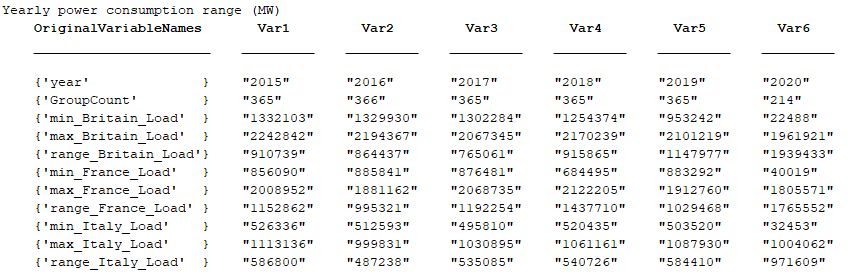 Yearly power consumption range (MW)
OriginalVariableNames Var1 Var2 Var3 Var4 Var5 Var6
{'year' } "2015" "2016" "2017" "2018" "2019" "2020"
{'GroupCount' } "365" "366" "365" "365" "365" "214"
{'min_Britain_Load' } "1332103" "1329930" "1302284" "1254374" "953242" "22488"
{'max_Britain_Load' } "2242842" "2194367" "2067345" "2170239" "2101219" "1961921"
{'range_Britain_Load'} "910739" "864437" "765061" "915865" "1147977" "1939433"
{'min_France_Load' } "856090" "885841" "876481" "684495" "883292" "40019"
{'max_France_Load' } "2008952" "1881162" "2068735" "2122205" "1912760" "1805571"
{'range_France_Load' } "1152862" "995321" "1192254" "1437710" "1029468" "1765552"
{'min_Italy_Load' } "526336" "512593" "495810" "520435" "503520" "32453"
{'max_Italy_Load' } "1113136" "999831" "1030895" "1061161" "1087930" "1004062"
{'range_Italy_Load' } "586800" "487238" "535085" "540726" "584410" "971609"